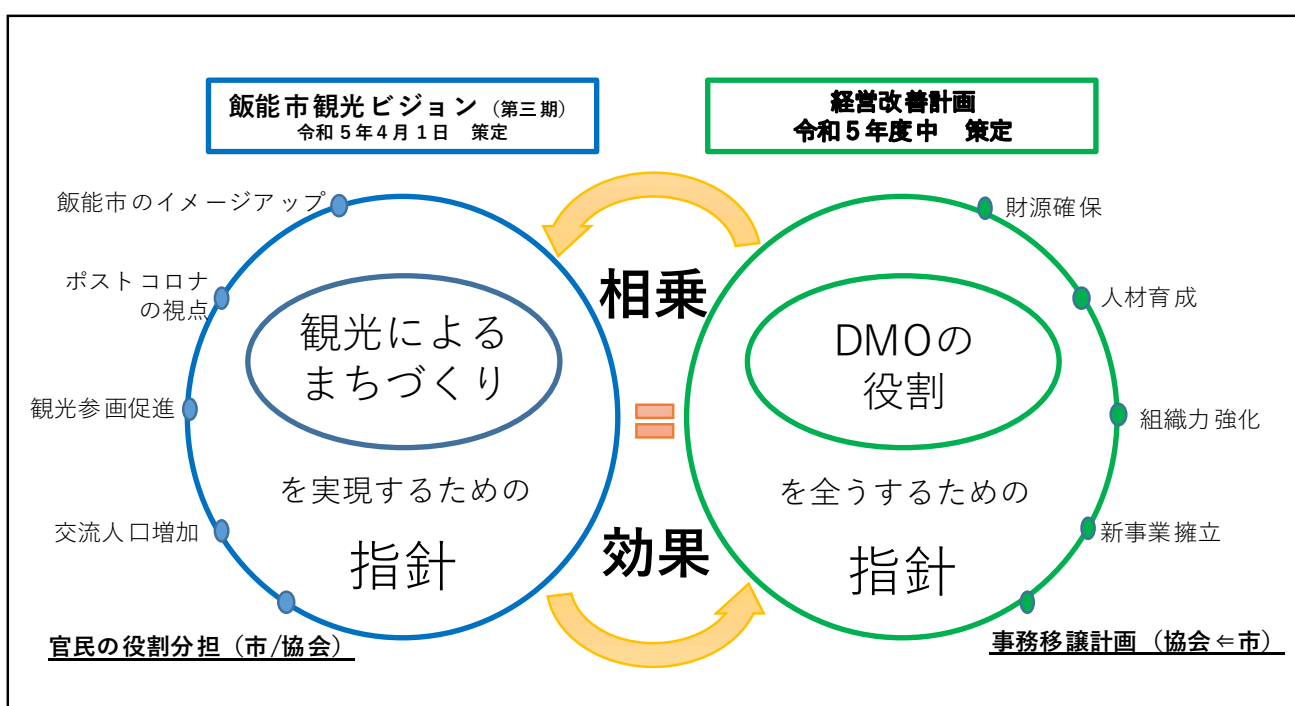 飯能市観光ビジョン（第三期）
令和５年４月１日　策定
経営改善計画
令和５年度中　策定
飯能市のイメージアップ
ポストコロナ
の視点
観光参画促進
交流人口増加
官民の役割分担（市/協会）
観光による
まちづくり
を実現するための
指針
相乗
効果
DMOの
役割
を全うするための
指針
財源確保
人材育成
組織力強化
新事業擁立
事務移譲計画（協会⇐市）